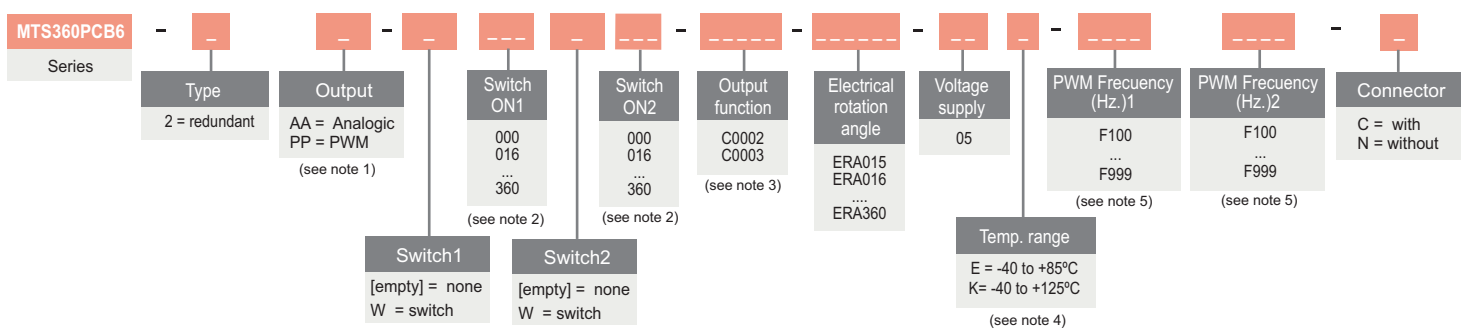 MTS360PCB6 - _ _ - _ _ _ _ _ _ _ _ - _ _ _ _ _ - _ _ _ _ _ _ - _ _ _ - _ _ _ _ _ _ _ _ - _
Series
Type
2 = redundant
Output
AA = Analogic
PP = PWM
(see note 1)
Switch1
[empty] = none
W = switch
Switch
ON1
000
016
...
360
(see note 2)
Switch2
[empty] = none
W = switch
Switch
ON2
000
016
...
360
(see note 2)
Output
function
C0002
C0003
(see note 3)
Electrical
rotation
angle
ERA015
ERA016
....
ERA360
Voltage
supply
05
Temp. range
E = -40 to +85ºC
K= -40 to +125ºC
(see note 4)
PWM Frecuency
(Hz.)1
F100
...
F999
(see note 5)
PWM Frecuency
(Hz.)2
F100
...
F999
(see note 5)
Connector
C = with
N = without